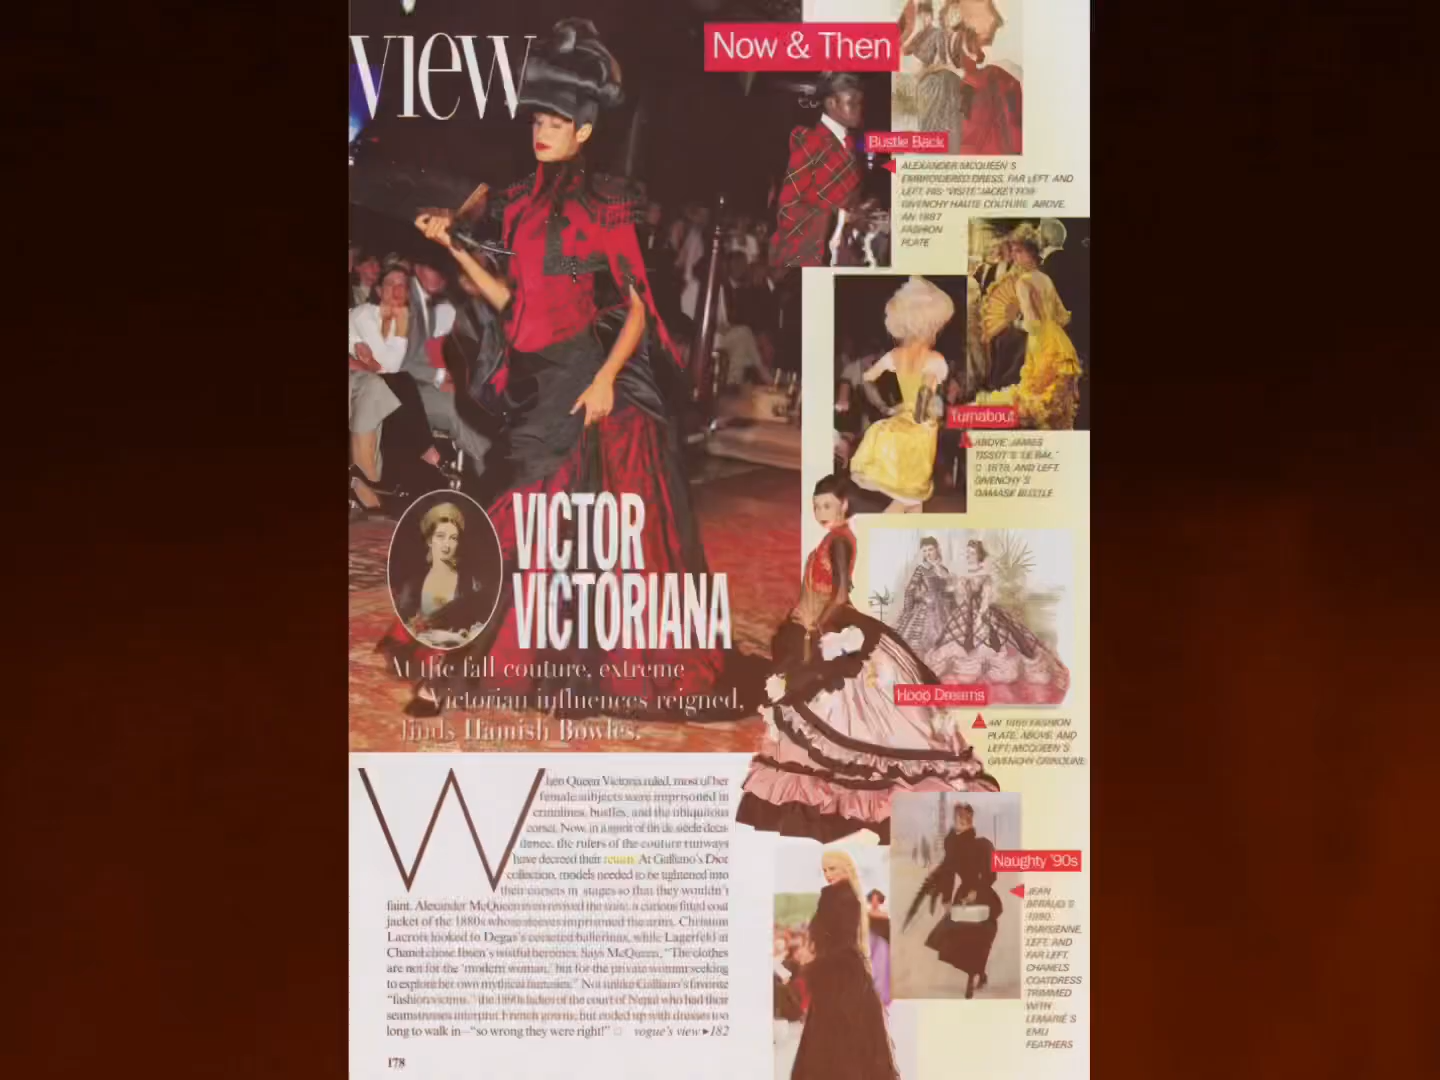 view
Now & Then
Bustle Back
ALEXANDER MCQUEEN'S
EMBROIDERED DRESS, FAR LEFT, AND
LEFT, HIS "VISITE" JACKET FOR
GIVENCHY HAUTE COUTURE. ABOVE,
AN 1887
FASHION
PLATE
Turnabout
ABOVE, JAMES
TISSOT'S "LE BAL,"
1878, AND LEFT,
GIVENCHY'S
DAMASK BUSTLE
VICTOR
VICTORIANA
At the fall couture, extreme
Victorian influences reigned,
finds Hamish Bowles.
Hoop Dreams
FASHION
PLATE, ABOVE, AND
LEFT, MCQUEEN'S
GIVENCHY CRINOLINE
When Queen Victoria ruled, most of her
female subjects were imprisoned in
crinolines, bustles, and the ubiquitous
corset. Now, in a spirit of fin de siècle deca-
dence, the rulers of the couture runways
have decreed their return. At Galliano's Dior
collection, models needed to be tightened into
their corsets in stages so that they wouldn't
faint. Alexander McQueen even revived the visite, a curious fitted coat
jacket of the 1880s whose sleeves imprisoned the arms. Christian
Lacroix looked to Degas's corseted ballerinas, while Lagerfeld at
Chanel chose Ibsen's wistful heroines. Says McQueen, "The clothes
are not for the 'modern woman,' but for the private woman seeking
to explore her own mythical fantasies." Not unlike Galliano's favorite
"fashion victims," the ladies of the court of Nepal who had their
seamstresses interpret French gowns, but ended up with dresses too
long to walk in—"so wrong they were right!" □ vogue's view ▸182
178
Naughty '90s
JEAN
BÉRAUD'S
PARISIENNE,
LEFT, AND
FAR LEFT,
CHANEL'S
COATDRESS
TRIMMED
WITH
LEMARIÉ'S
EMU
FEATHERS